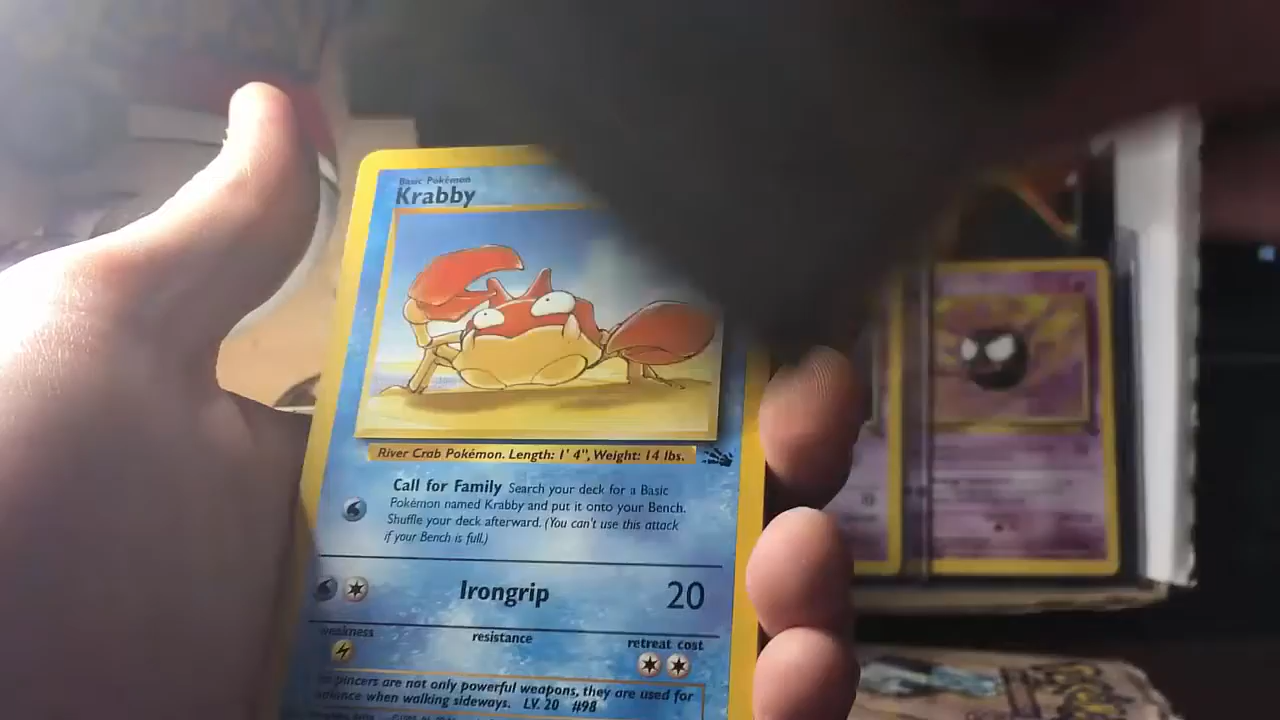 Basic Pokémon
Krabby
River Crab Pokémon. Length: 1' 4", Weight: 14 lbs.
Call for Family Search your deck for a Basic
Pokémon named Krabby and put it onto your Bench.
Shuffle your deck afterward. (You can't use this attack
if your Bench is full.)
Irongrip 20
weakness resistance retreat cost
pincers are not only powerful weapons, they are used for
balance when walking sideways. LV. 20 #98